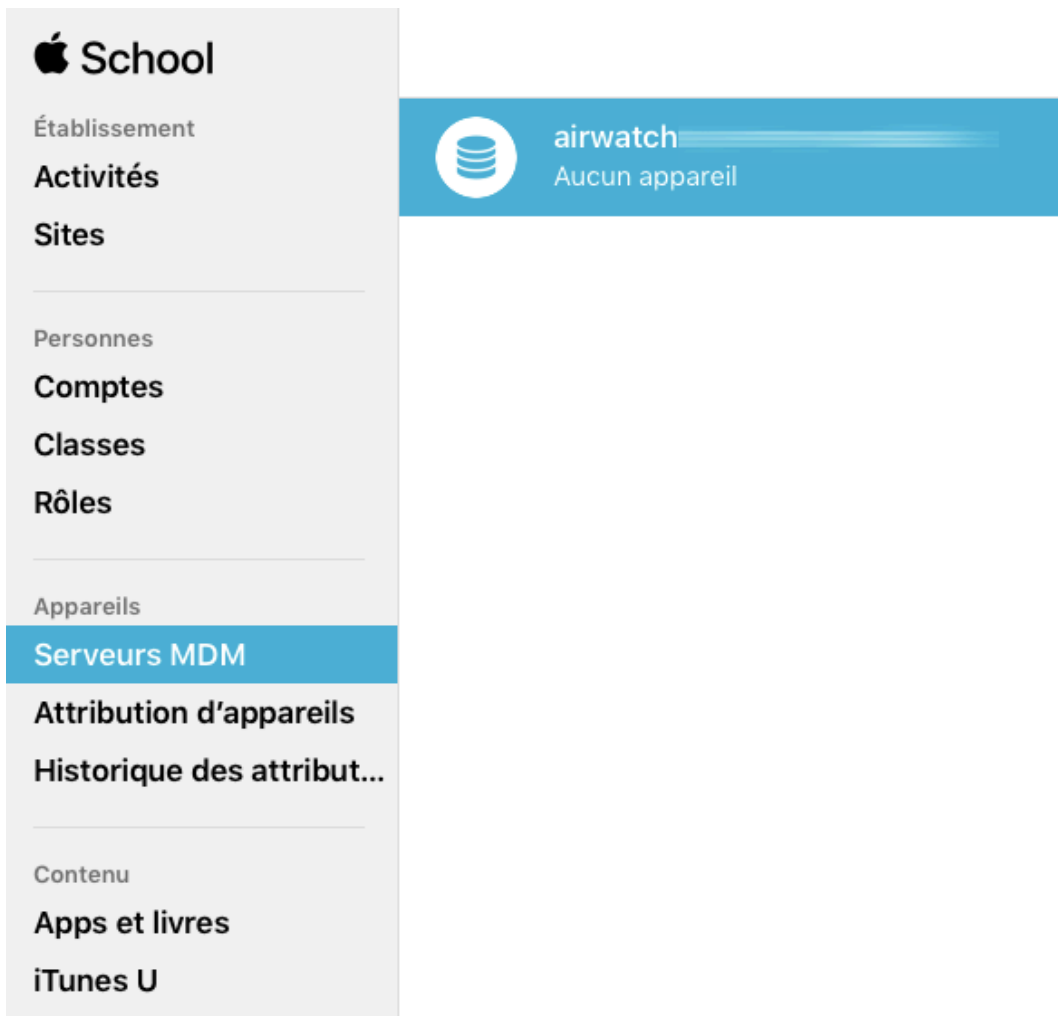 School
Établissement
Activités
Sites
Personnes
Comptes
Classes
Rôles
Appareils
Serveurs MDM
Attribution d’appareils
Historique des attribut...
Contenu
Apps et livres
iTunes U
airwatch
Aucun appareil